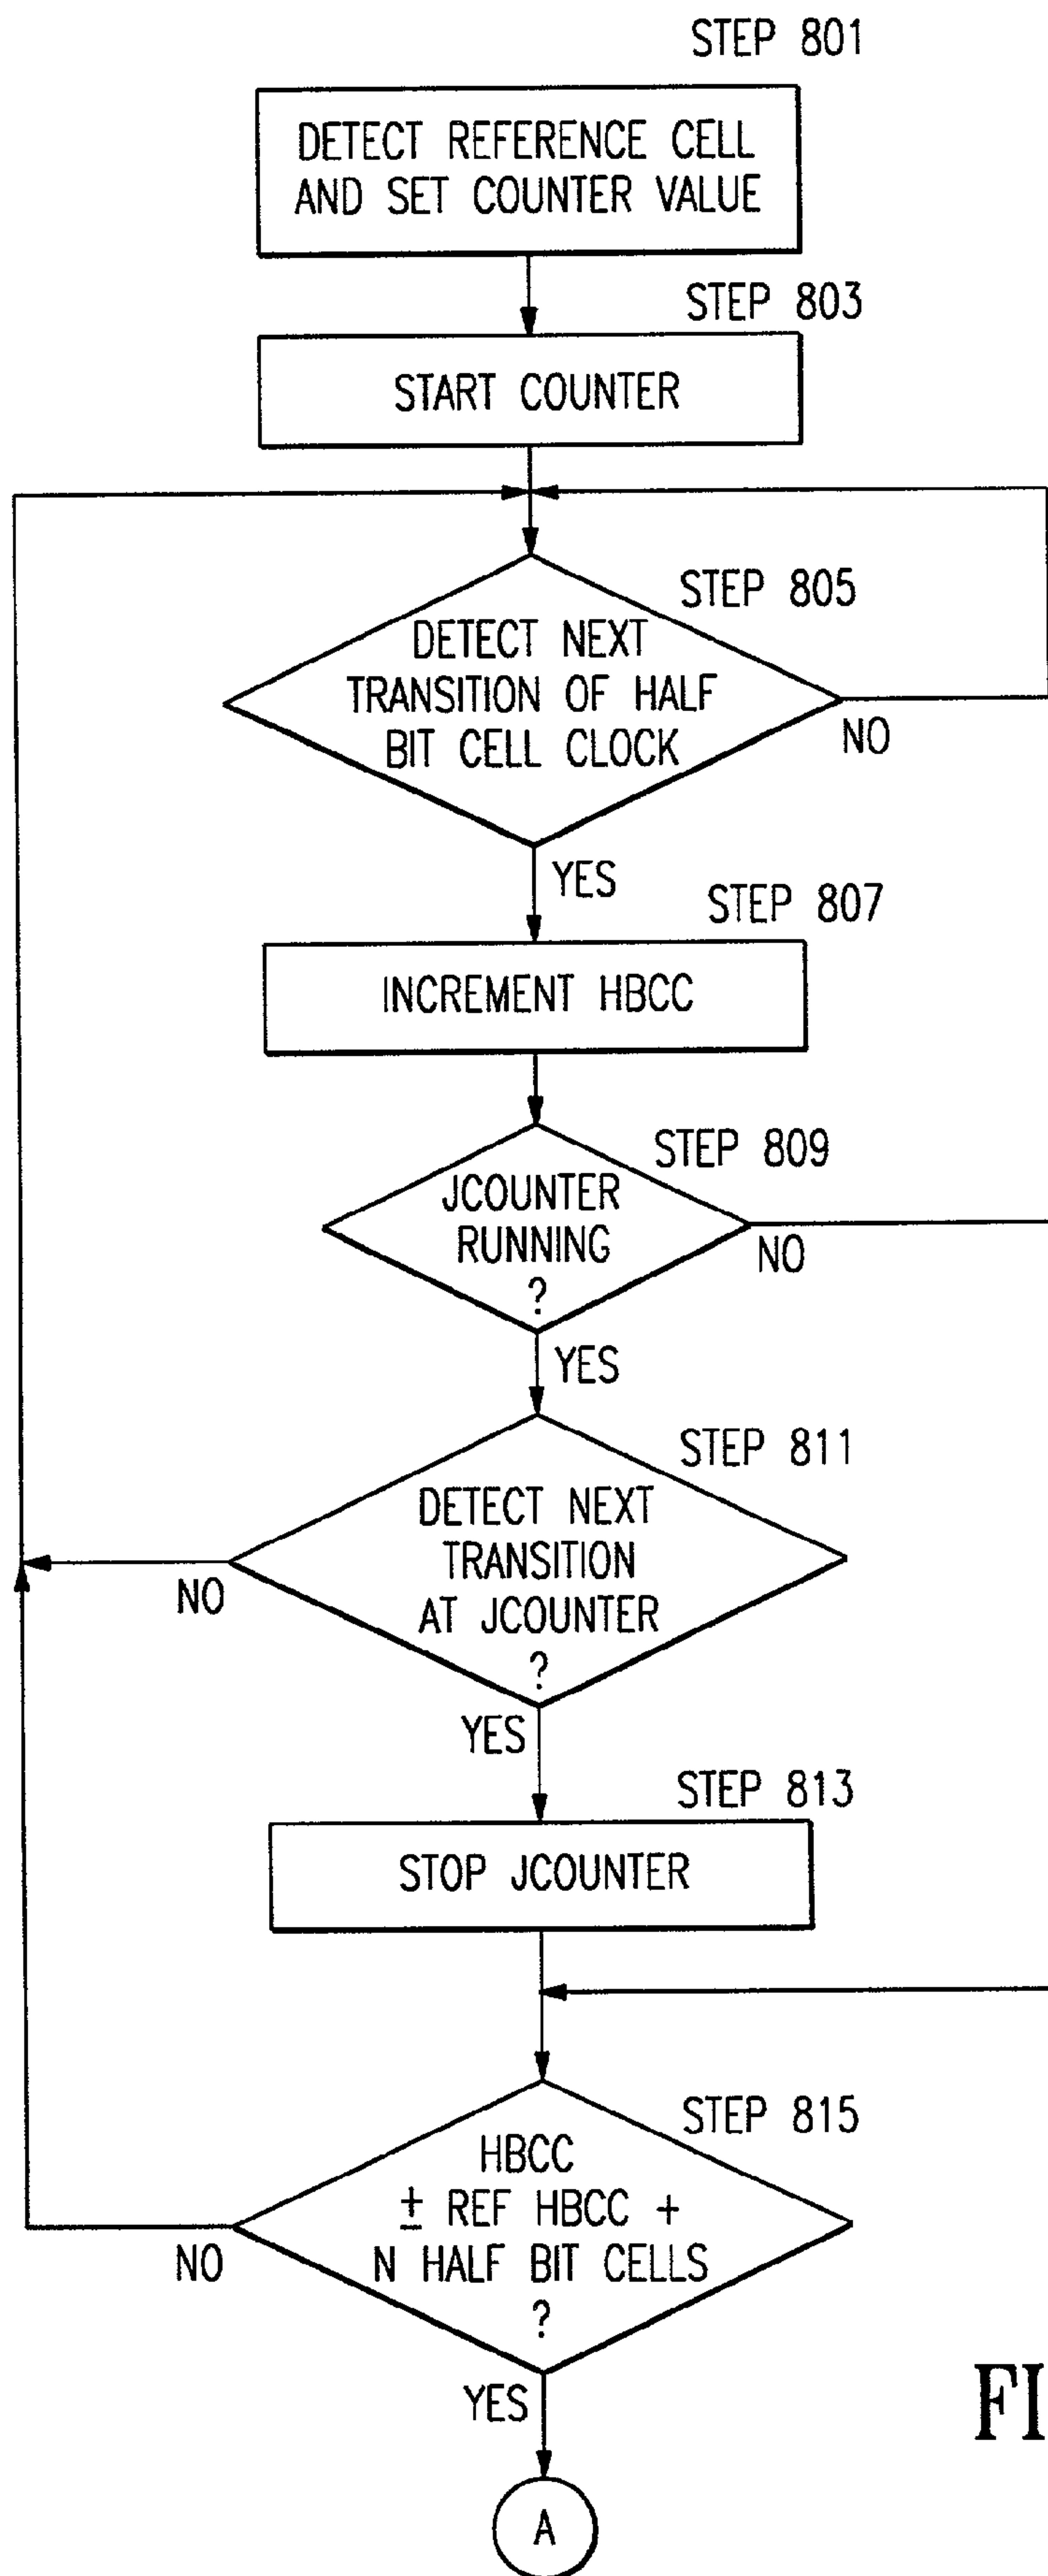 STEP 801
DETECT REFERENCE CELL
AND SET COUNTER VALUE
STEP 803
START COUNTER
STEP 805
DETECT NEXT
TRANSITION OF HALF
BIT CELL CLOCK
NO
YES
STEP 807
INCREMENT HBCC
STEP 809
JCOUNTER
RUNNING
?
NO
YES
STEP 811
DETECT NEXT
TRANSITION
AT JCOUNTER
?
NO
YES
STEP 813
STOP JCOUNTER
STEP 815
HBCC
± REF HBCC +
N HALF BIT CELLS
?
NO
YES
FI
A